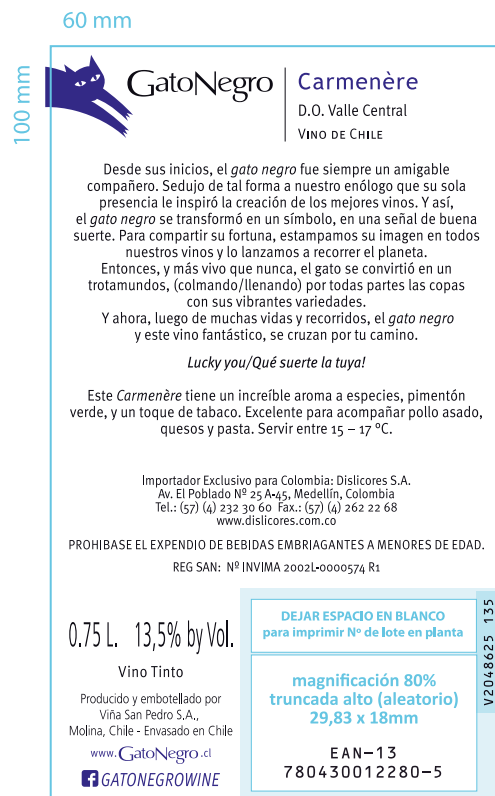 60 mm
100 mm
GatoNegro
Carmenère
D.O. Valle Central
VINO DE CHILE
Desde sus inicios, el gato negro fue siempre un amigable
compañero. Sedujo de tal forma a nuestro enólogo que su sola
presencia le inspiró la creación de los mejores vinos. Y así,
el gato negro se transformó en un símbolo, en una señal de buena
suerte. Para compartir su fortuna, estampamos su imagen en todos
nuestros vinos y lo lanzamos a recorrer el planeta.
Entonces, y más vivo que nunca, el gato se convirtió en un
trotamundos, (colmando/llenando) por todas partes las copas
con sus vibrantes variedades.
Y ahora, luego de muchas vidas y recorridos, el gato negro
y este vino fantástico, se cruzan por tu camino.
Lucky you/Qué suerte la tuya!
Este Carmenère tiene un increíble aroma a especies, pimentón
verde, y un toque de tabaco. Excelente para acompañar pollo asado,
quesos y pasta. Servir entre 15 – 17 °C.
Importador Exclusivo para Colombia: Dislicores S.A.
Av. El Poblado Nº 25 A-45, Medellín, Colombia
Tel.: (57) (4) 232 30 60 Fax.: (57) (4) 262 22 68
www.dislicores.com.co
PROHIBASE EL EXPENDIO DE BEBIDAS EMBRIAGANTES A MENORES DE EDAD.
REG SAN: Nº INVIMA 2002L-0000574 R1
0.75 L. 13,5% by Vol.
Vino Tinto
Producido y embotellado por
Viña San Pedro S.A.,
Molina, Chile - Envasado en Chile
www.GatoNegro.cl
GATONEGROWINE
DEJAR ESPACIO EN BLANCO
para imprimir Nº de lote en planta
magnificación 80%
truncada alto (aleatorio)
29,83 x 18mm
EAN-13
780430012280-5
V2048625 135